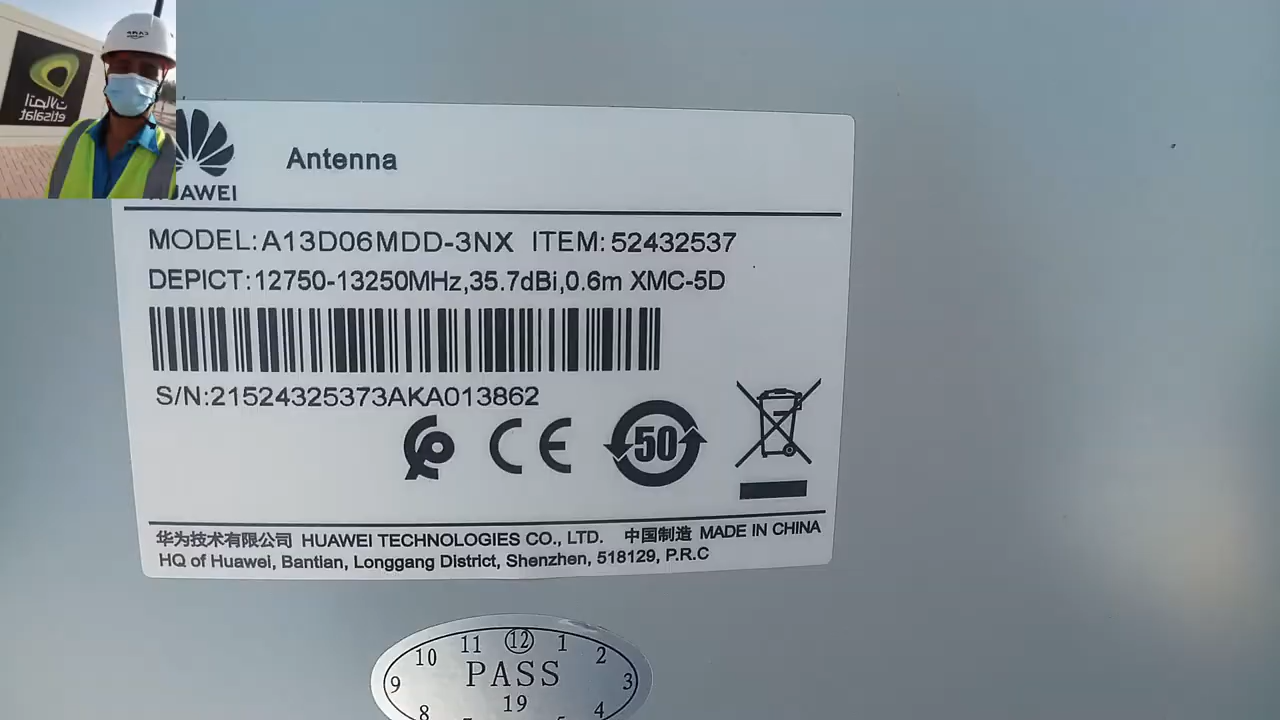 اتصالات
etisalat
HUAWEI
Antenna
MODEL:A13D06MDD-3NX ITEM:52432537
DEPICT:12750-13250MHz,35.7dBi,0.6m XMC-5D
S/N:21524325373AKA013862
CE 50
华为技术有限公司 HUAWEI TECHNOLOGIES CO., LTD. 中国制造 MADE IN CHINA
HQ of Huawei, Bantian, Longgang District, Shenzhen, 518129, P.R.C
11 12 1
10 2
PASS
9 3
19
8 4